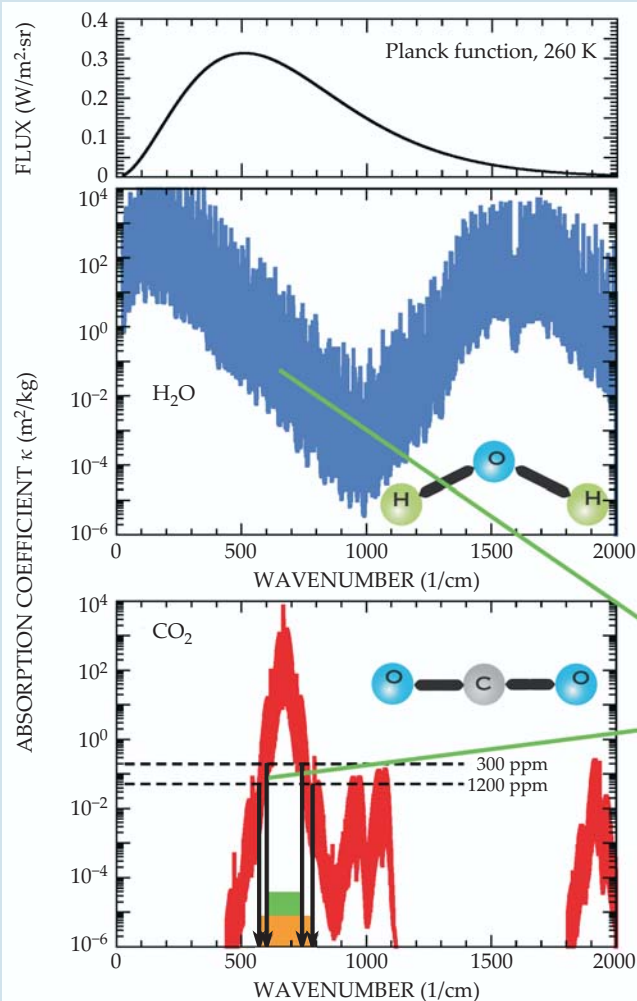 FLUX (W/m²·sr)
0.4
0.3
0.2
0.1
0
Planck function, 260 K
ABSORPTION COEFFICIENT κ (m²/kg)
10⁴
10²
10⁰
10⁻²
10⁻⁴
10⁻⁶
H₂O
O
H H
0 500 1000 1500 2000
WAVENUMBER (1/cm)
10⁴
10²
10⁰
10⁻²
10⁻⁴
10⁻⁶
CO₂
O C O
300 ppm
1200 ppm
0 500 1000 1500 2000
WAVENUMBER (1/cm)